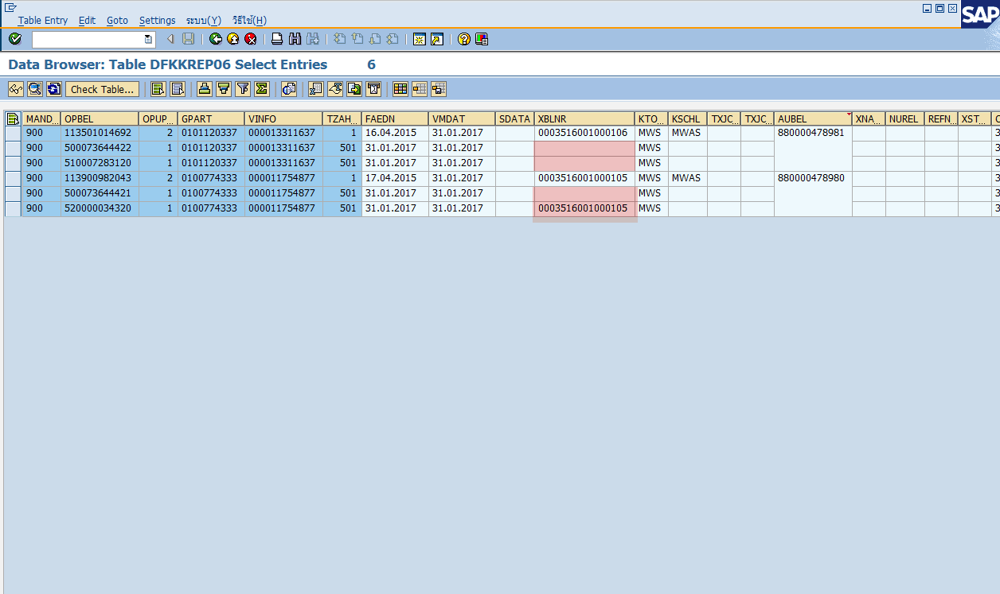 Table Entry Edit Goto Settings ระบบ(Y) วิธีใช้(H)
SAP
Data Browser: Table DFKKREP06 Select Entries 6
Check Table...
MAND... OPBEL OPUP... GPART VINFO TZAH... FAEDN VMDAT SDATA XBLNR KTO... KSCHL TXJC... TXJC... AUBEL XNA... NUREL REFN... XST...
900 113501014692 2 0101120337 000013311637 1 16.04.2015 31.01.2017 0003516001000106 MWS MWAS 880000478981 3
900 500073644422 1 0101120337 000013311637 501 31.01.2017 31.01.2017 MWS 3
900 510007283120 1 0101120337 000013311637 501 31.01.2017 31.01.2017 MWS 3
900 113900982043 2 0100774333 000011754877 1 17.04.2015 31.01.2017 0003516001000105 MWS MWAS 880000478980 3
900 500073644421 1 0100774333 000011754877 501 31.01.2017 31.01.2017 MWS 3
900 520000034320 1 0100774333 000011754877 501 31.01.2017 31.01.2017 0003516001000105 MWS 3